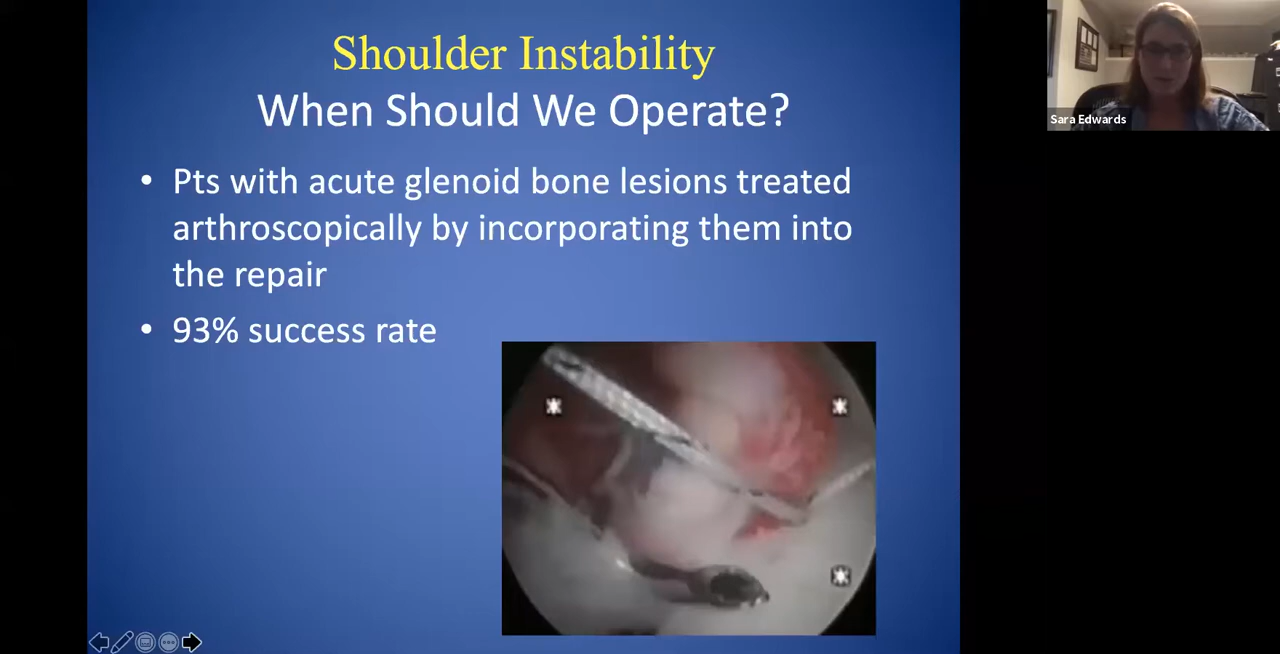 Shoulder Instability
When Should We Operate?
• Pts with acute glenoid bone lesions treated
arthroscopically by incorporating them into
the repair
• 93% success rate
Sara Edwards